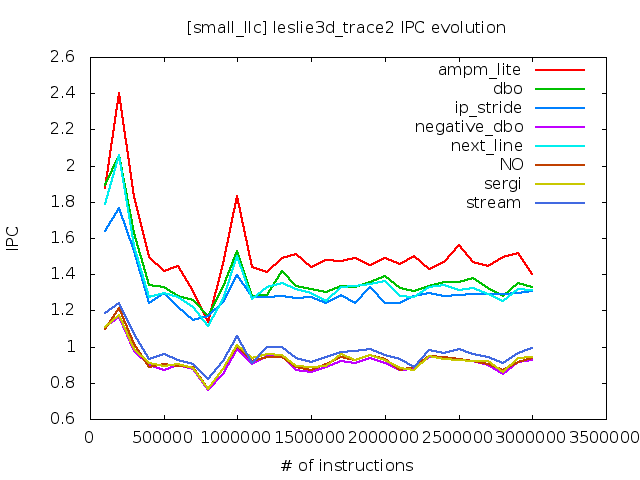 [small_llc] leslie3d_trace2 IPC evolution
2.6
2.4
2.2
2
1.8
1.6
1.4
1.2
1
0.8
0.6
IPC
ampm_lite
dbo
ip_stride
negative_dbo
next_line
NO
sergi
stream
0 500000 1000000 1500000 2000000 2500000 3000000 3500000
# of instructions